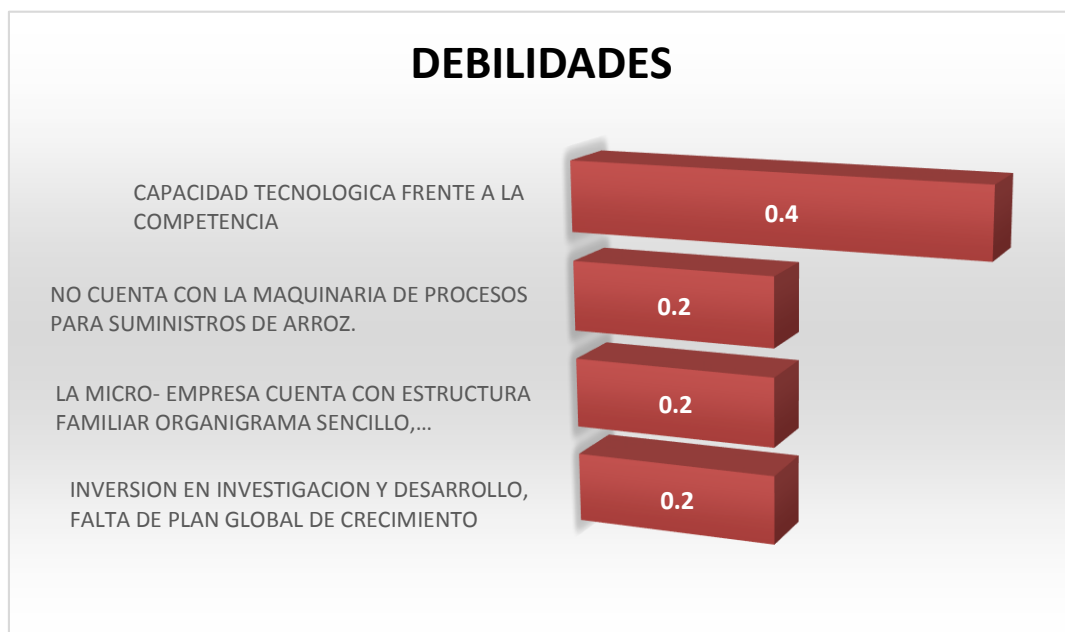 DEBILIDADES
CAPACIDAD TECNOLOGICA FRENTE A LA
COMPETENCIA
0.4
NO CUENTA CON LA MAQUINARIA DE PROCESOS
PARA SUMINISTROS DE ARROZ.
0.2
LA MICRO- EMPRESA CUENTA CON ESTRUCTURA
FAMILIAR ORGANIGRAMA SENCILLO,...
0.2
INVERSION EN INVESTIGACION Y DESARROLLO,
FALTA DE PLAN GLOBAL DE CRECIMIENTO
0.2